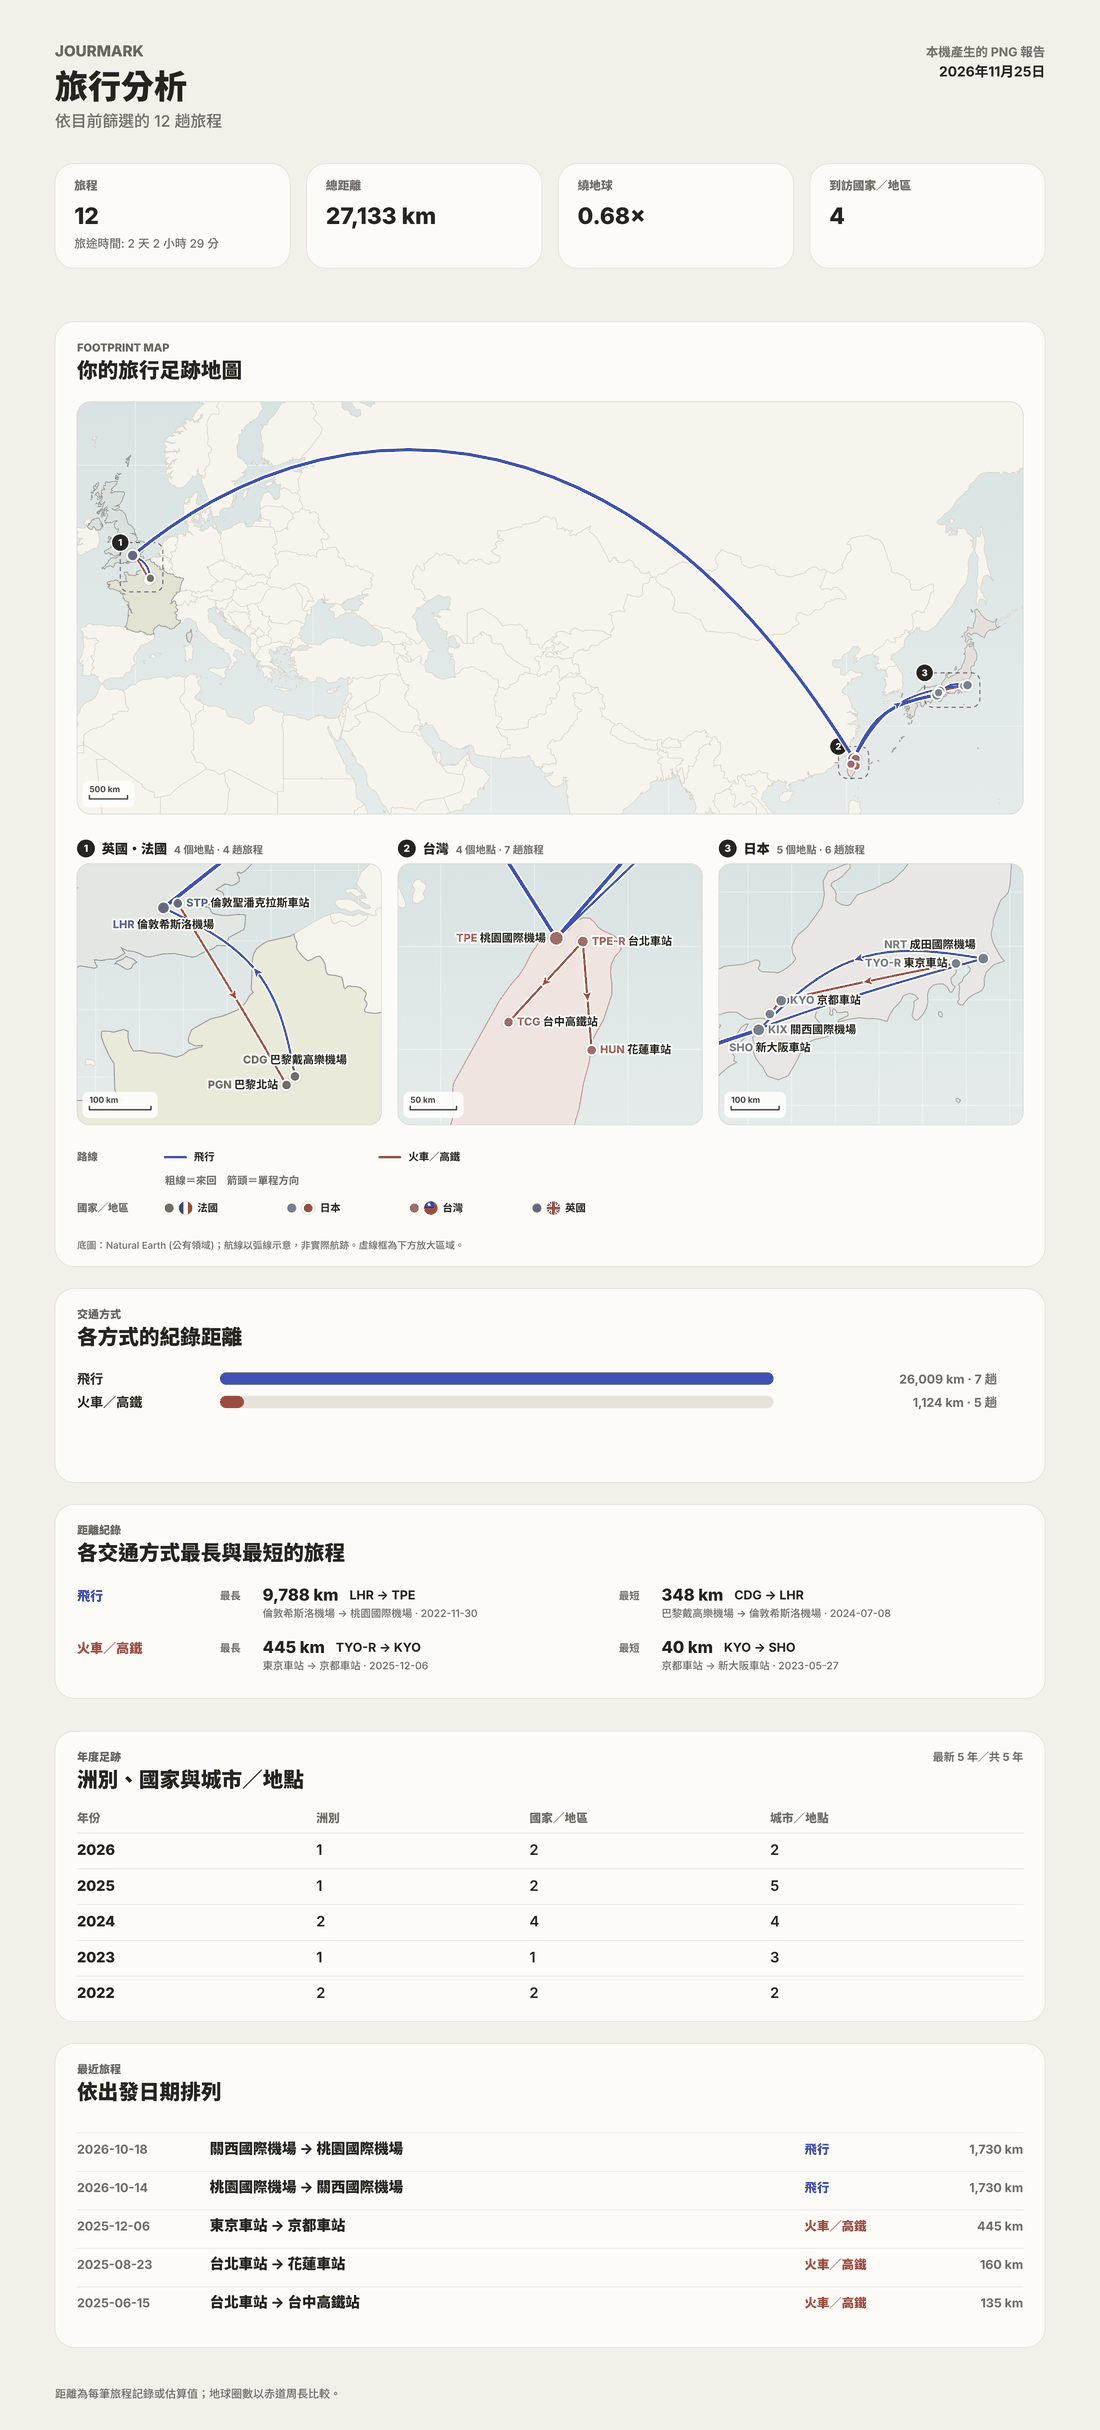 JOURMARK
旅行分析
依目前篩選的 12 趟旅程
本機產生的 PNG 報告
2026年11月25日
旅程
12
旅途時間: 2 天 2 小時 29 分
總距離
27,133 km
繞地球
0.68×
到訪國家／地區
4
FOOTPRINT MAP
你的旅行足跡地圖
1
3
2
500 km
1 英國・法國 4 個地點 · 4 趟旅程
STP 倫敦聖潘克拉斯車站
LHR 倫敦希斯洛機場
CDG 巴黎戴高樂機場
PGN 巴黎北站
100 km
2 台灣 4 個地點 · 7 趟旅程
TPE 桃園國際機場
TPE-R 台北車站
TCG 台中高鐵站
HUN 花蓮車站
50 km
3 日本 5 個地點 · 6 趟旅程
NRT 成田國際機場
TYO-R 東京車站
KYO 京都車站
KIX 關西國際機場
SHO 新大阪車站
100 km
路線 飛行 火車／高鐵
粗線＝來回 箭頭＝單程方向
國家／地區 法國 日本 台灣 英國
底圖：Natural Earth (公有領域)；航線以弧線示意，非實際航跡。虛線框為下方放大區域。
交通方式
各方式的紀錄距離
飛行 26,009 km · 7 趟
火車／高鐵 1,124 km · 5 趟
距離紀錄
各交通方式最長與最短的旅程
飛行 最長 9,788 km LHR → TPE 最短 348 km CDG → LHR
倫敦希斯洛機場 → 桃園國際機場 · 2022-11-30 巴黎戴高樂機場 → 倫敦希斯洛機場 · 2024-07-08
火車／高鐵 最長 445 km TYO-R → KYO 最短 40 km KYO → SHO
東京車站 → 京都車站 · 2025-12-06 京都車站 → 新大阪車站 · 2023-05-27
年度足跡
洲別、國家與城市／地點
最新 5 年／共 5 年
年份 洲別 國家／地區 城市／地點
2026 1 2 2
2025 1 2 5
2024 2 4 4
2023 1 1 3
2022 2 2 2
最近旅程
依出發日期排列
2026-10-18 關西國際機場 → 桃園國際機場 飛行 1,730 km
2026-10-14 桃園國際機場 → 關西國際機場 飛行 1,730 km
2025-12-06 東京車站 → 京都車站 火車／高鐵 445 km
2025-08-23 台北車站 → 花蓮車站 火車／高鐵 160 km
2025-06-15 台北車站 → 台中高鐵站 火車／高鐵 135 km
距離為每筆旅程記錄或估算值；地球圈數以赤道周長比較。